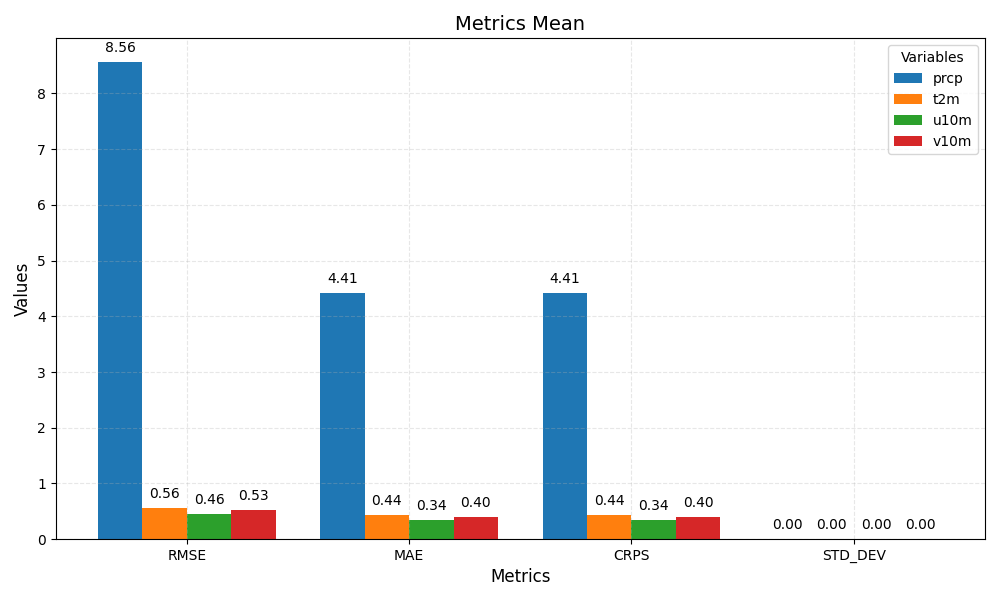 Metrics Mean
Variables
prcp
t2m
u10m
v10m
Values
8
7
6
5
4
3
2
1
0
8.56
0.56
0.46
0.53
4.41
0.44
0.34
0.40
4.41
0.44
0.34
0.40
0.00
0.00
0.00
0.00
RMSE
MAE
CRPS
STD_DEV
Metrics